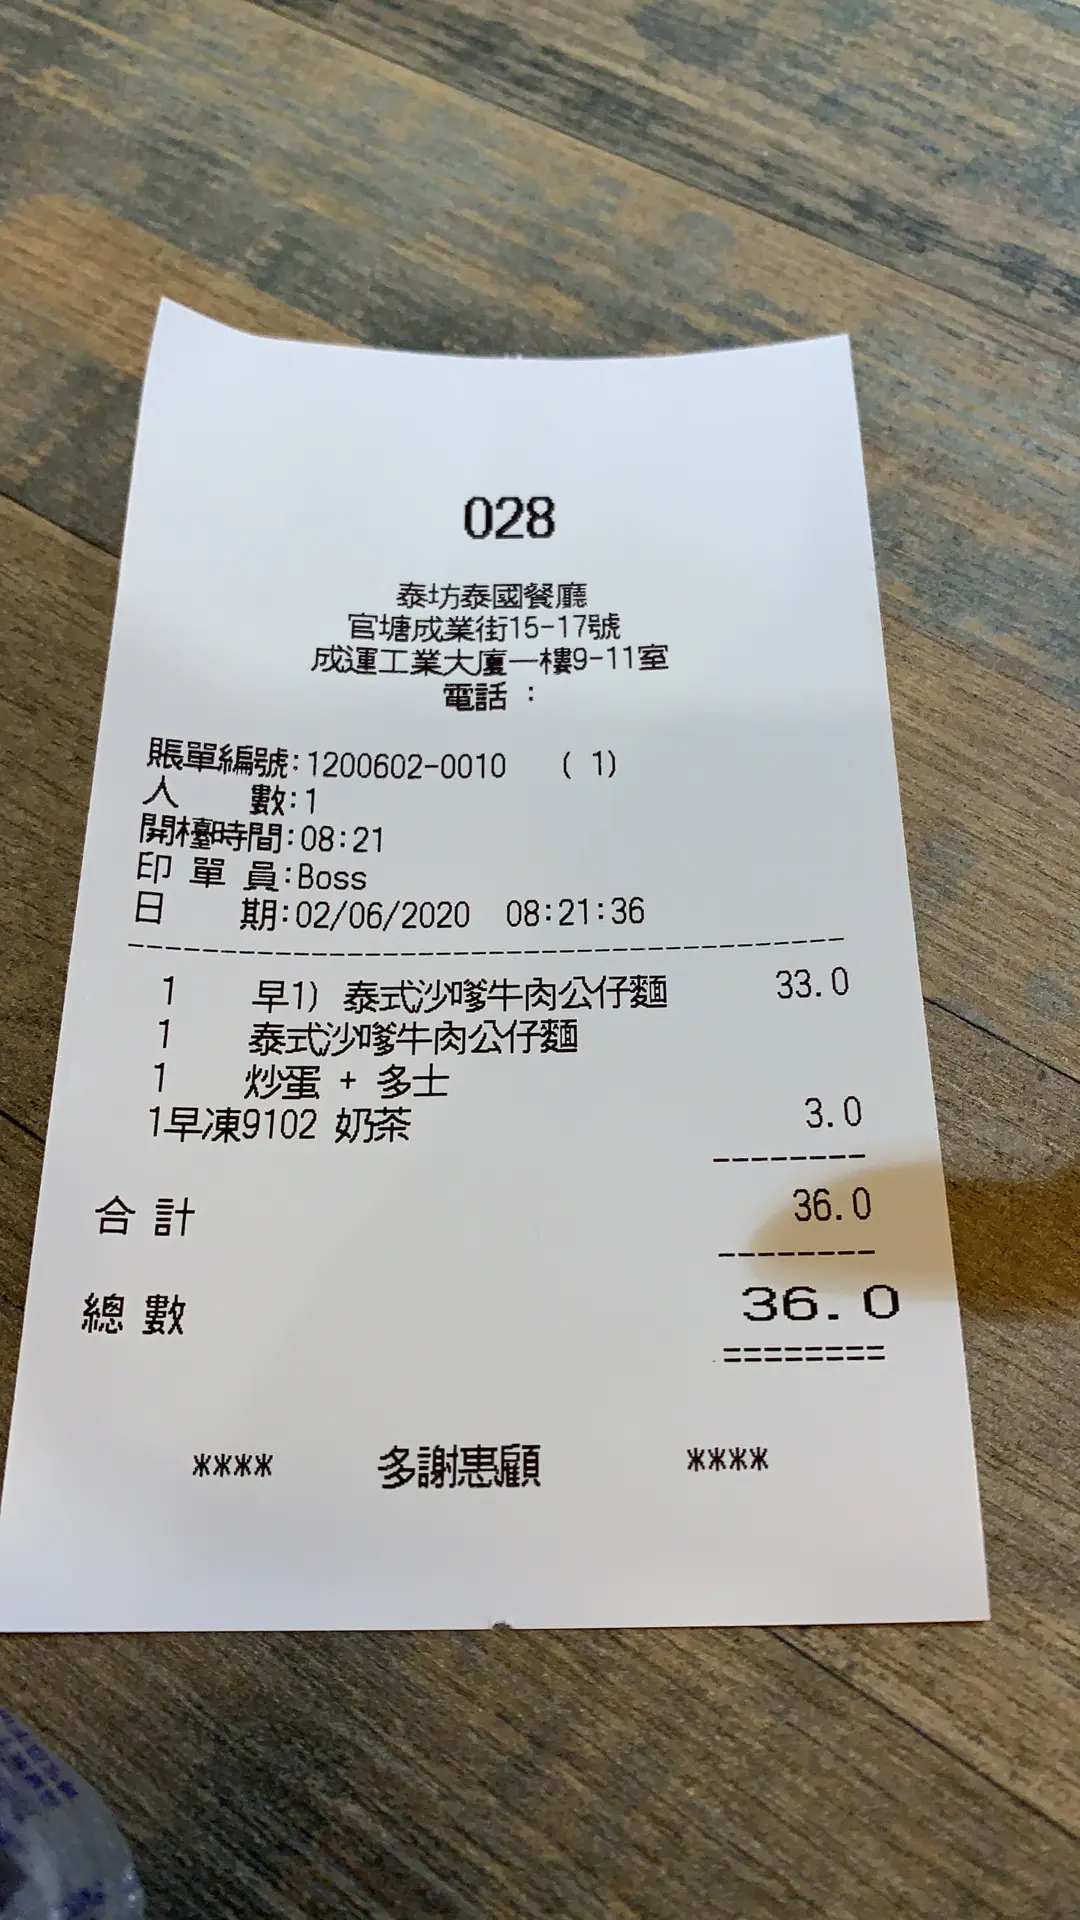 028
泰坊泰國餐廳
官塘成業街15-17號
成運工業大廈一樓9-11室
電話 :
賬單編號:1200602-0010 ( 1)
人 數:1
開檯時間:08:21
印 單 員:Boss
日 期:02/06/2020 08:21:36
1 早1) 泰式沙嗲牛肉公仔麵 33.0
1 泰式沙嗲牛肉公仔麵
1 炒蛋 + 多士
1早凍9102 奶茶 3.0
合 計 36.0
總 數 36.0
========
**** 多謝惠顧 ****